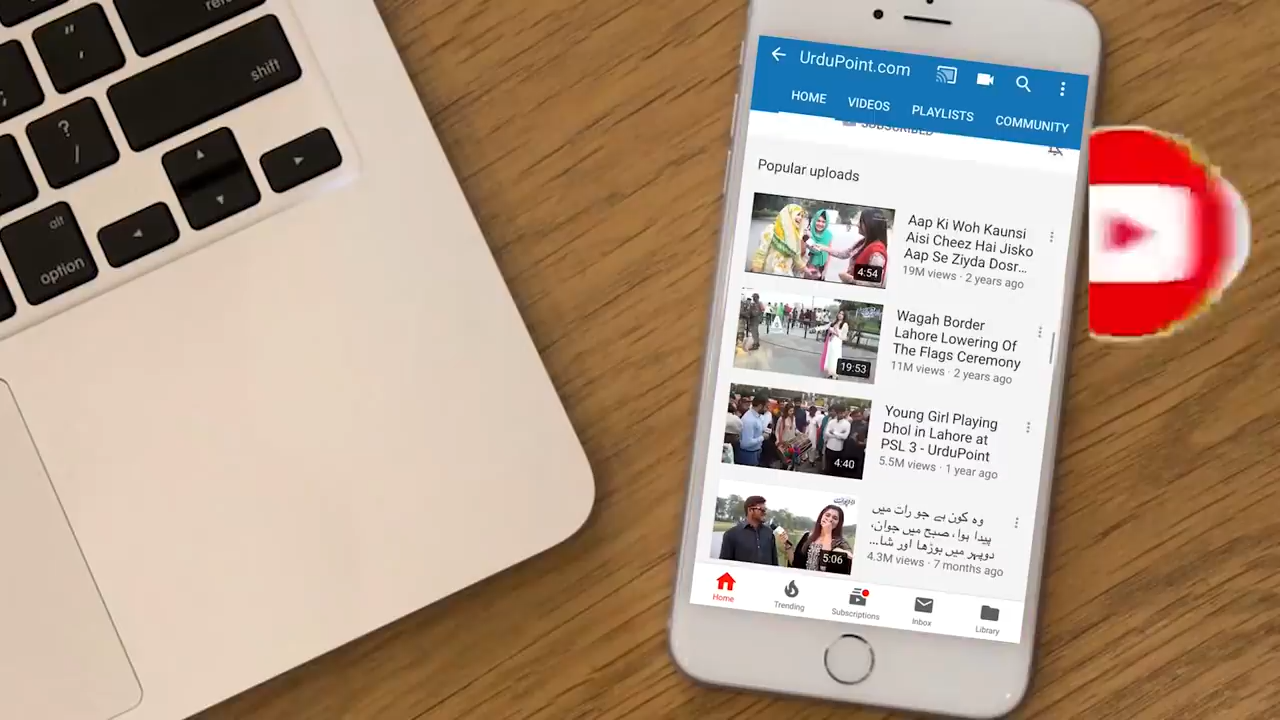 shift
?
/
alt
option
UrduPoint.com
HOME VIDEOS PLAYLISTS COMMUNITY
SUBSCRIBED
Popular uploads
4:54
Aap Ki Woh Kaunsi
Aisi Cheez Hai Jisko
Aap Se Ziyda Dosr...
19M views · 2 years ago
19:53
Wagah Border
Lahore Lowering Of
The Flags Ceremony
11M views · 2 years ago
4:40
Young Girl Playing
Dhol in Lahore at
PSL 3 - UrduPoint
5.5M views · 1 year ago
5:06
وہ کون ہے جو رات میں
پیدا ہوا، صبح میں جوان،
دوپہر میں بوڑھا اور شا...
4.3M views · 7 months ago
Home Trending Subscriptions Inbox Library